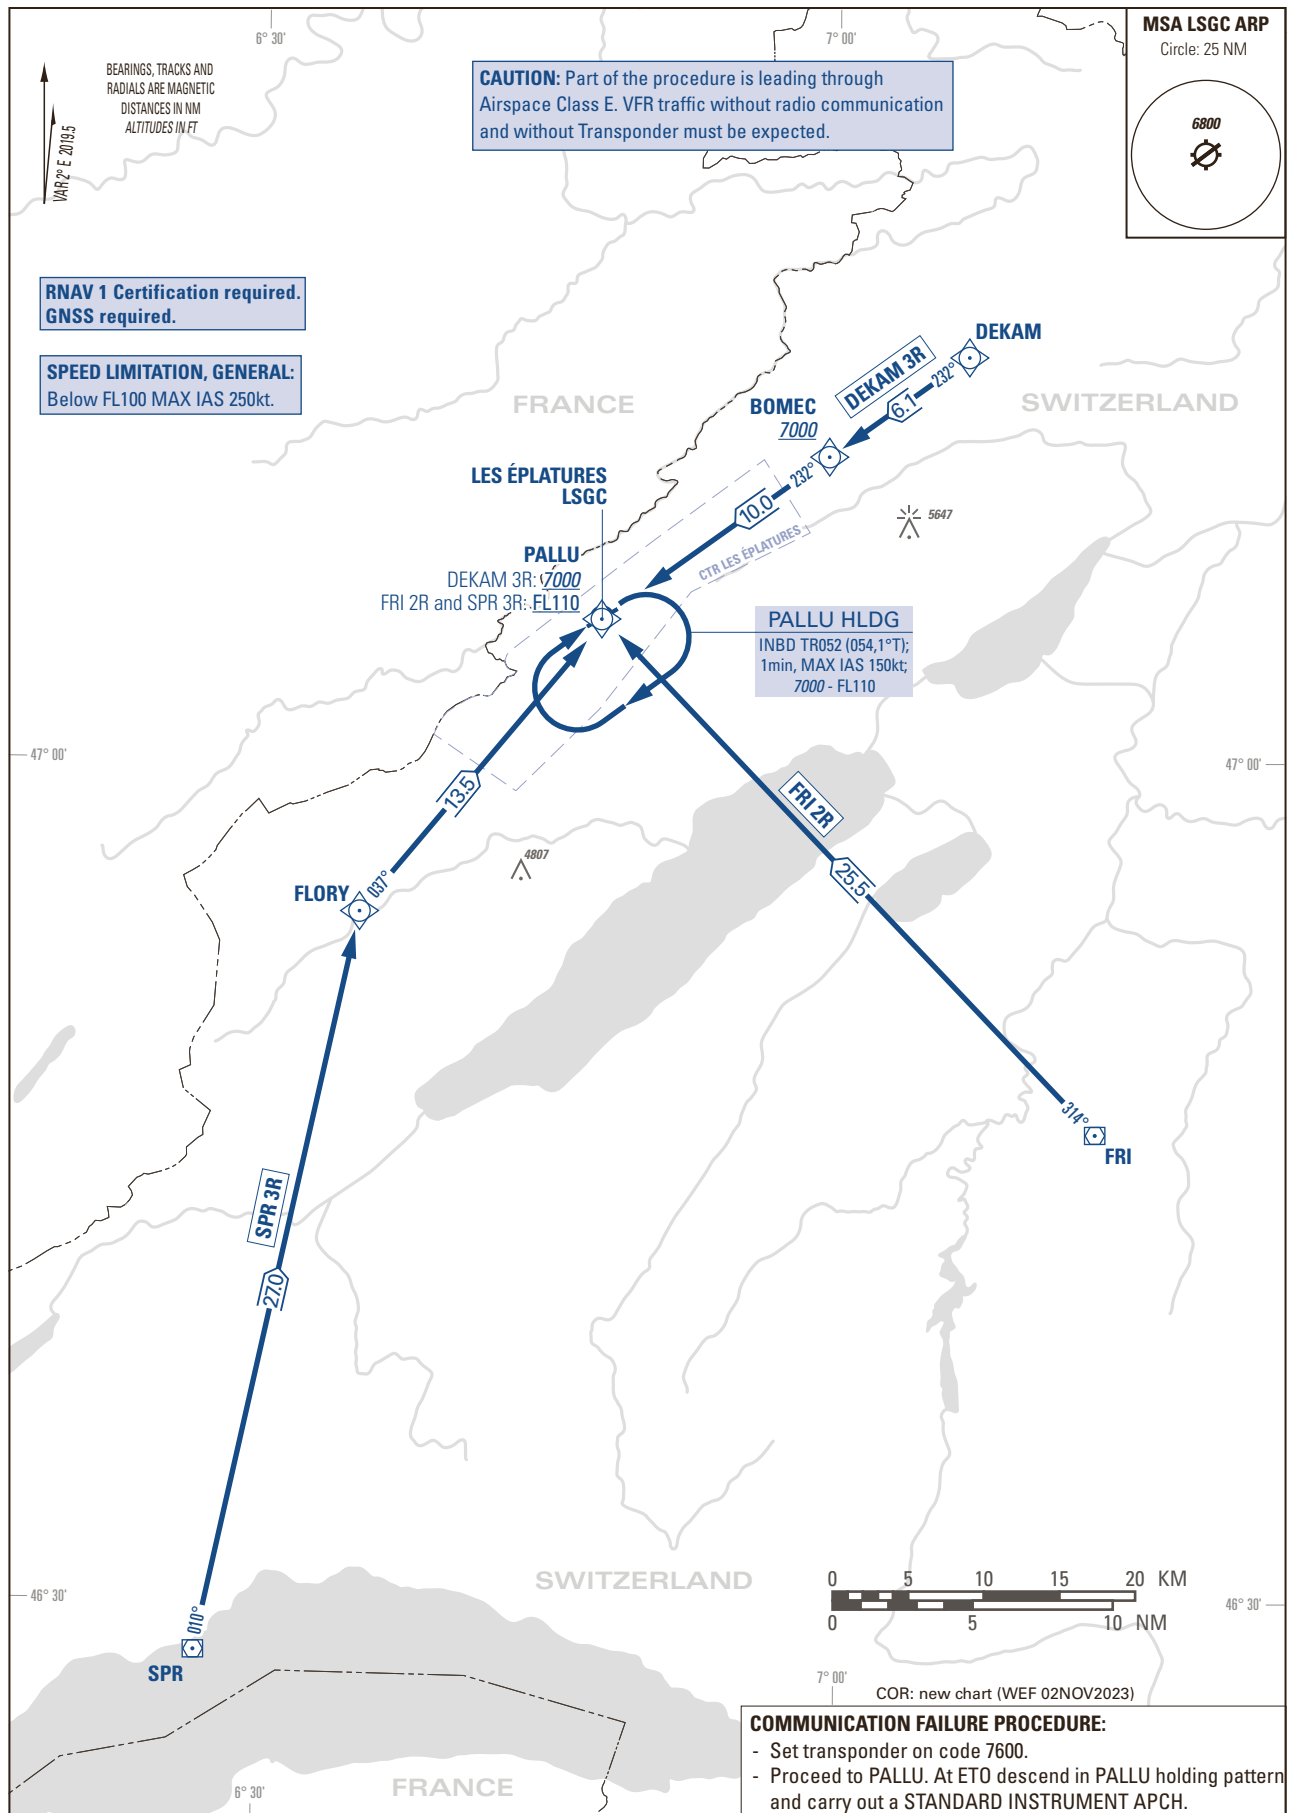 6° 30'
7° 00'
MSA LSGC ARP
Circle: 25 NM
6800
BEARINGS, TRACKS AND
RADIALS ARE MAGNETIC
DISTANCES IN NM
ALTITUDES IN FT
VAR 2° E 2019.5
CAUTION: Part of the procedure is leading through
Airspace Class E. VFR traffic without radio communication
and without Transponder must be expected.
RNAV 1 Certification required.
GNSS required.
SPEED LIMITATION, GENERAL:
Below FL100 MAX IAS 250kt.
DEKAM
DEKAM 3R
232°
6.1
FRANCE
SWITZERLAND
BOMEC
7000
232°
10.0
LES ÉPLATURES
LSGC
5647
CTR LES ÉPLATURES
PALLU
DEKAM 3R: 7000
FRI 2R and SPR 3R: FL110
PALLU HLDG
INBD TR052 (054,1°T);
1min, MAX IAS 150kt;
7000 - FL110
47° 00'
47° 00'
13.5
FRI 2R
4807
25.5
FLORY
037°
314°
FRI
SPR 3R
27.0
SWITZERLAND
0 5 10 15 20 KM
0 5 10 NM
46° 30'
46° 30'
010°
SPR
7° 00'
COR: new chart (WEF 02NOV2023)
6° 30'
FRANCE
COMMUNICATION FAILURE PROCEDURE:
- Set transponder on code 7600.
- Proceed to PALLU. At ETO descend in PALLU holding pattern
and carry out a STANDARD INSTRUMENT APCH.